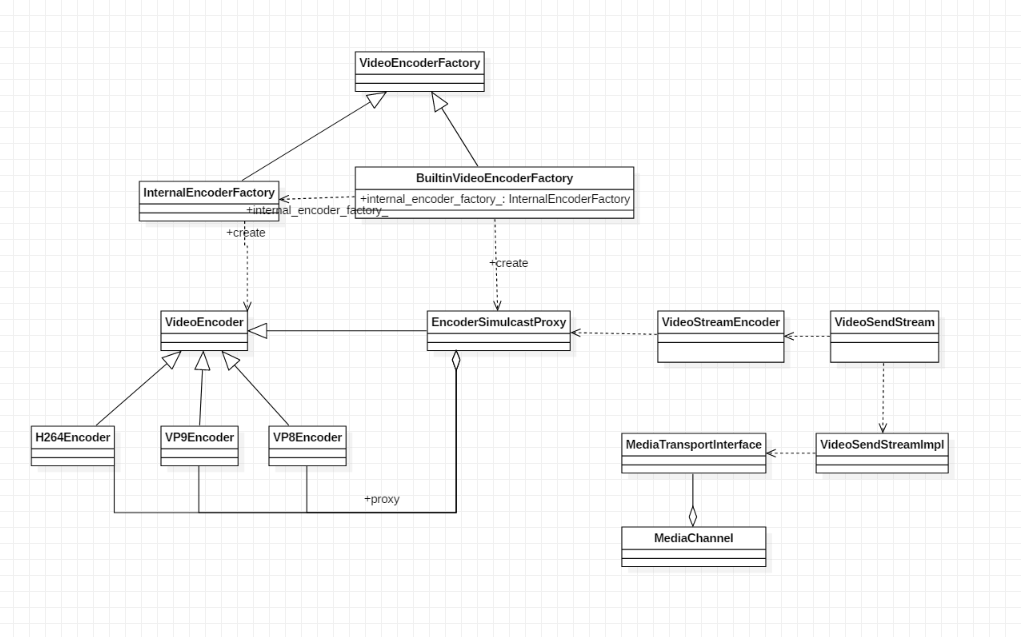 VideoEncoderFactory
BuiltinVideoEncoderFactory
+internal_encoder_factory_: InternalEncoderFactory
InternalEncoderFactory
+internal_encoder_factory_
+create
+create
VideoEncoder
EncoderSimulcastProxy
VideoStreamEncoder
VideoSendStream
H264Encoder
VP9Encoder
VP8Encoder
MediaTransportInterface
VideoSendStreamImpl
+proxy
MediaChannel